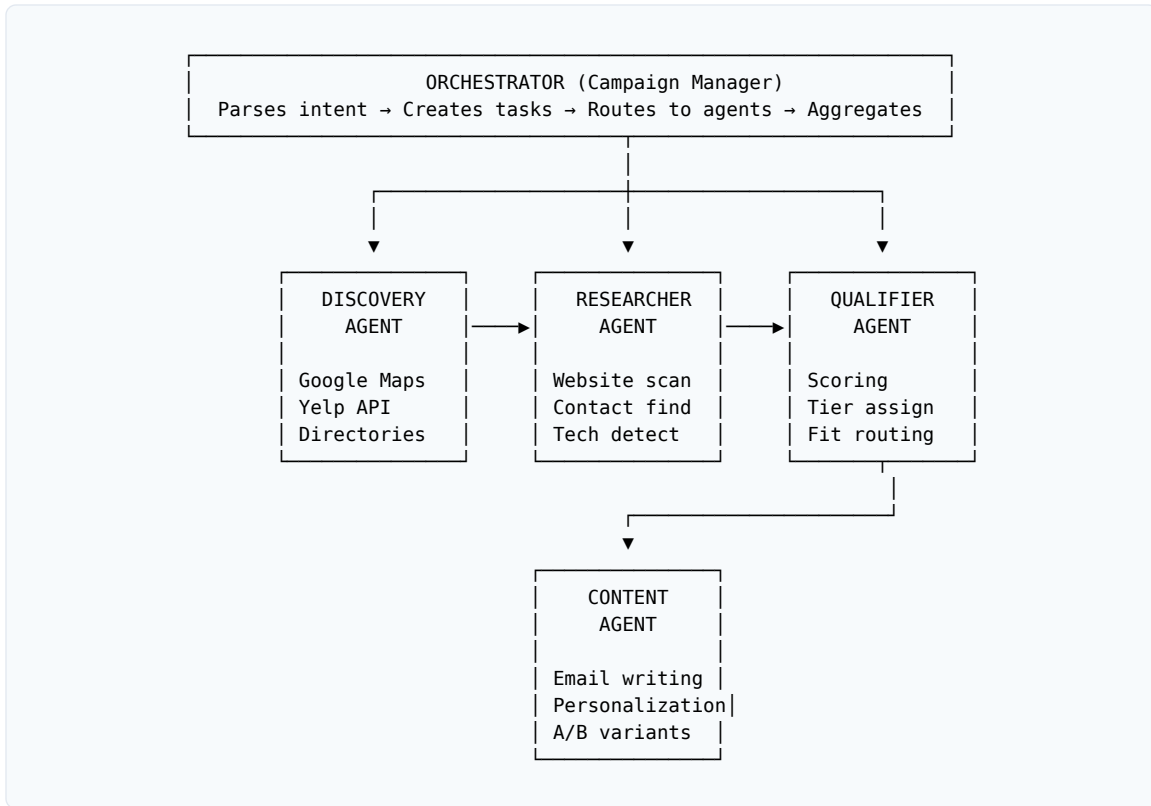 ORCHESTRATOR (Campaign Manager)
Parses intent → Creates tasks → Routes to agents → Aggregates
DISCOVERY
AGENT
Google Maps
Yelp API
Directories
RESEARCHER
AGENT
Website scan
Contact find
Tech detect
QUALIFIER
AGENT
Scoring
Tier assign
Fit routing
CONTENT
AGENT
Email writing
Personalization
A/B variants